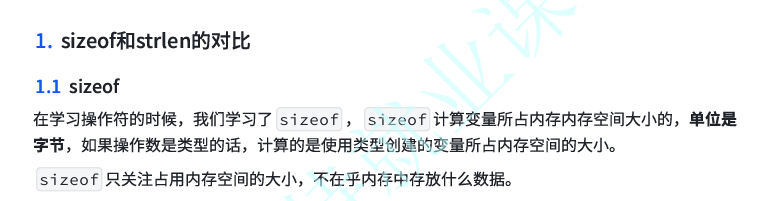 1. sizeof和strlen的对比
1.1 sizeof
在学习操作符的时候，我们学习了 sizeof ， sizeof 计算变量所占内存内存空间大小的，单位是
字节，如果操作数是类型的话，计算的是使用类型创建的变量所占内存空间的大小。
sizeof 只关注占用内存空间的大小，不在乎内存中存放什么数据。
就业课